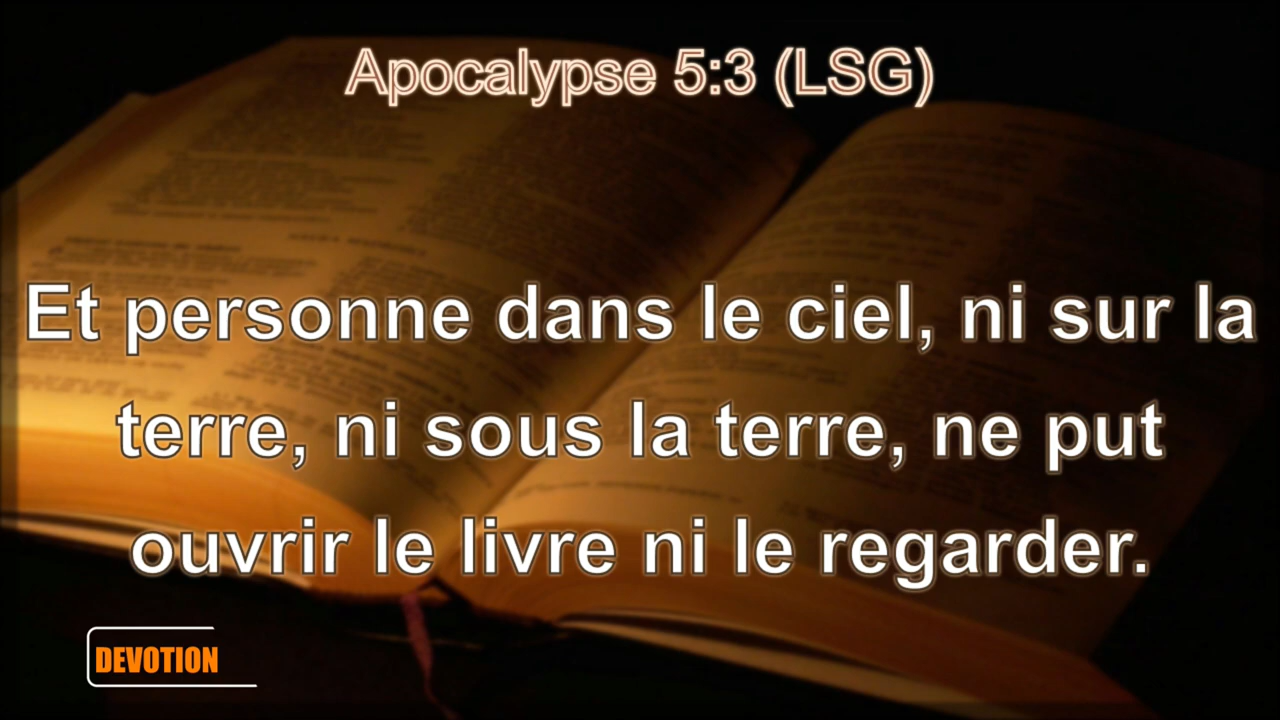 Apocalypse 5:3 (LSG)
Et personne dans le ciel, ni sur la
terre, ni sous la terre, ne put
ouvrir le livre ni le regarder.
DEVOTION